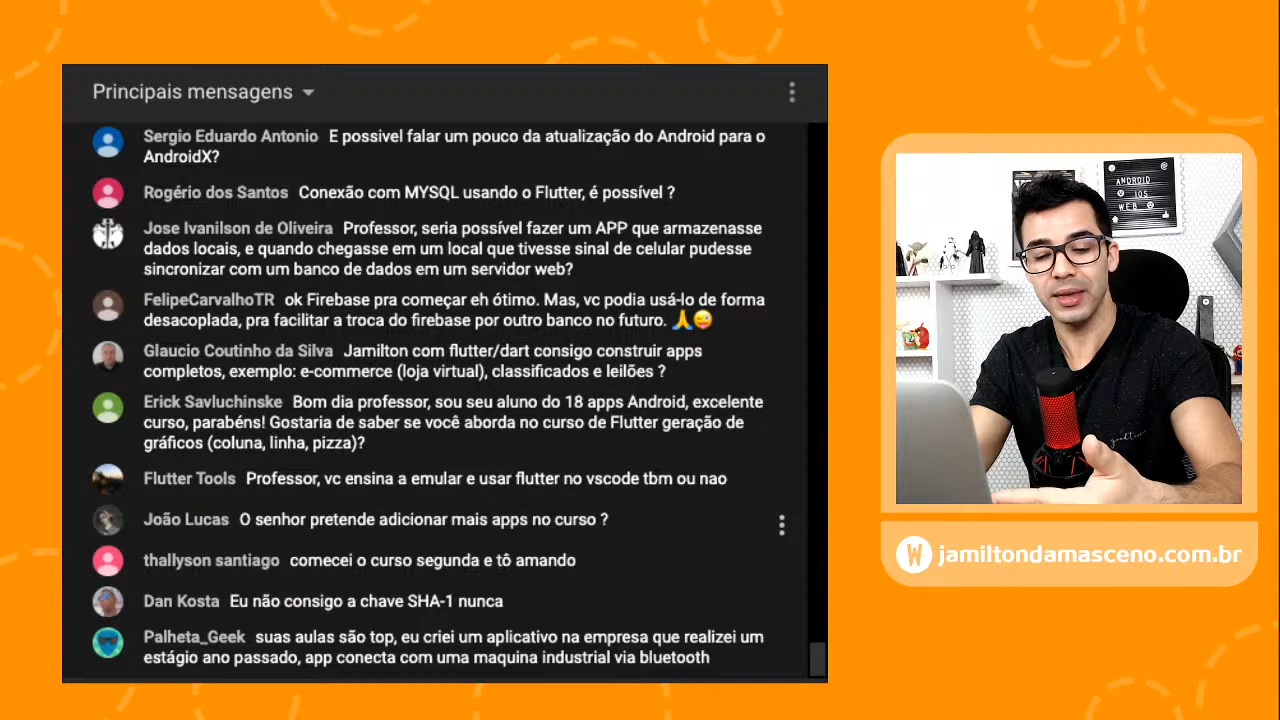 Principais mensagens
Sergio Eduardo Antonio E possivel falar um pouco da atualização do Android para o
AndroidX?
Rogério dos Santos Conexão com MYSQL usando o Flutter, é possível ?
Jose Ivanilson de Oliveira Professor, seria possível fazer um APP que armazenasse
dados locais, e quando chegasse em um local que tivesse sinal de celular pudesse
sincronizar com um banco de dados em um servidor web?
FelipeCarvalhoTR ok Firebase pra começar eh ótimo. Mas, vc podia usá-lo de forma
desacoplada, pra facilitar a troca do firebase por outro banco no futuro. 🙏😜
Glaucio Coutinho da Silva Jamilton com flutter/dart consigo construir apps
completos, exemplo: e-commerce (loja virtual), classificados e leilões ?
Erick Savluchinske Bom dia professor, sou seu aluno do 18 apps Android, excelente
curso, parabéns! Gostaria de saber se você aborda no curso de Flutter geração de
gráficos (coluna, linha, pizza)?
Flutter Tools Professor, vc ensina a emular e usar flutter no vscode tbm ou nao
João Lucas O senhor pretende adicionar mais apps no curso ?
thallyson santiago comecei o curso segunda e tô amando
Dan Kosta Eu não consigo a chave SHA-1 nunca
Palheta_Geek suas aulas são top, eu criei um aplicativo na empresa que realizei um
estágio ano passado, app conecta com uma maquina industrial via bluetooth
ANDROID
IOS
WEB
W jamiltondamasceno.com.br